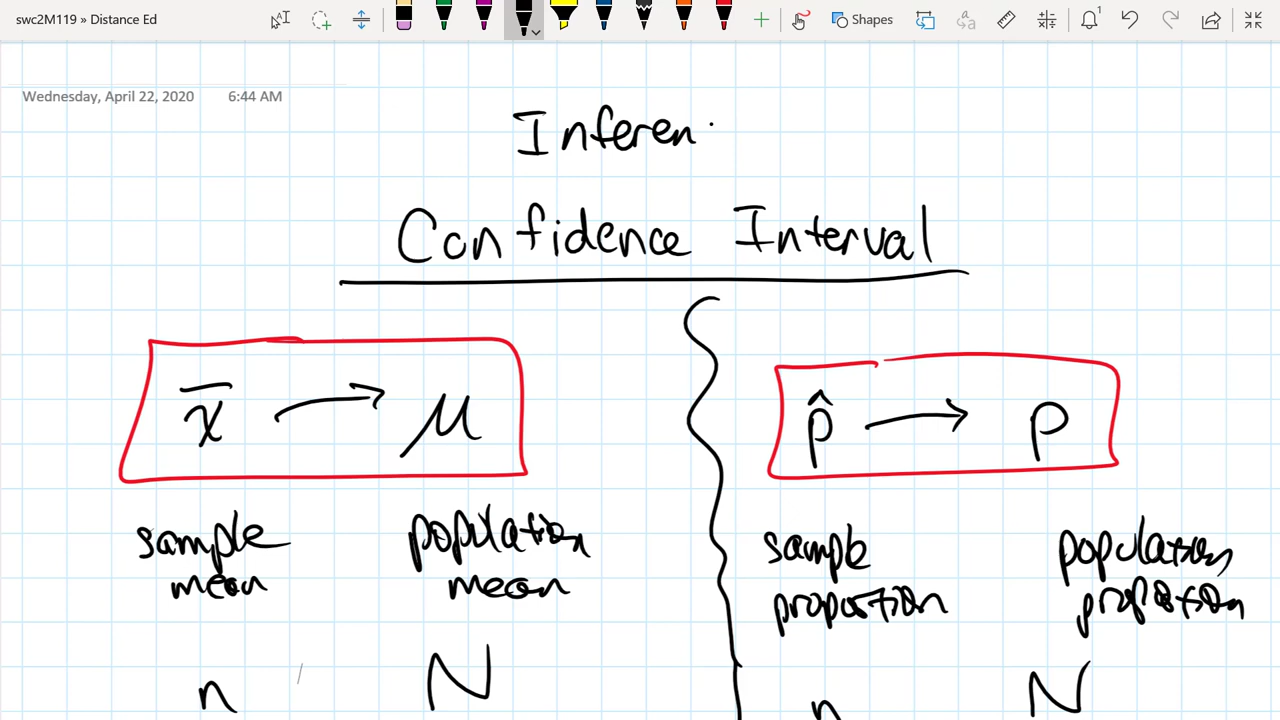 swc2M119 » Distance Ed
Shapes
1
Wednesday, April 22, 2020 6:44 AM
Inferen
Confidence Interval
x̄ → μ
p̂ → p
sample mean
population mean
sample proportion
population proportion
n N
n N